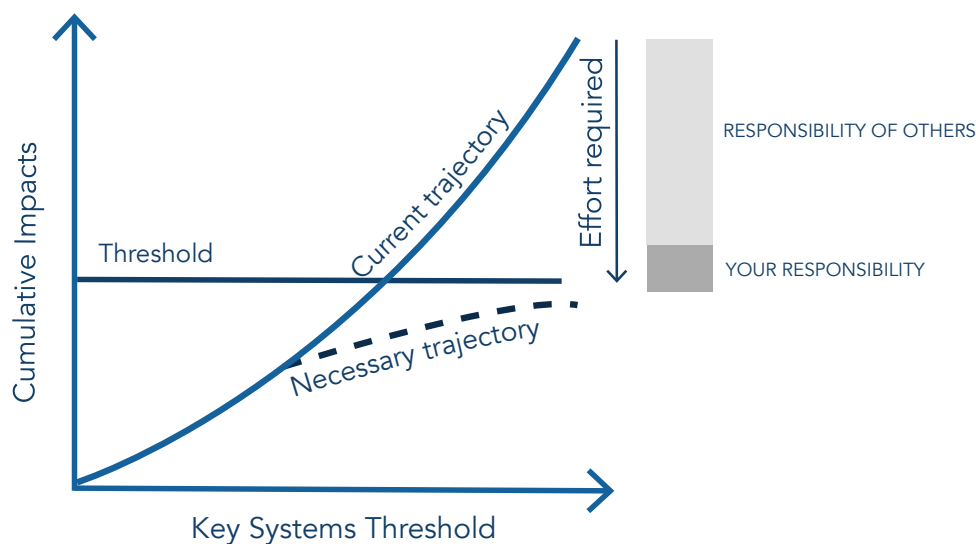 Cumulative Impacts
Threshold
Current trajectory
Necessary trajectory
Effort required
RESPONSIBILITY OF OTHERS
YOUR RESPONSIBILITY
Key Systems Threshold